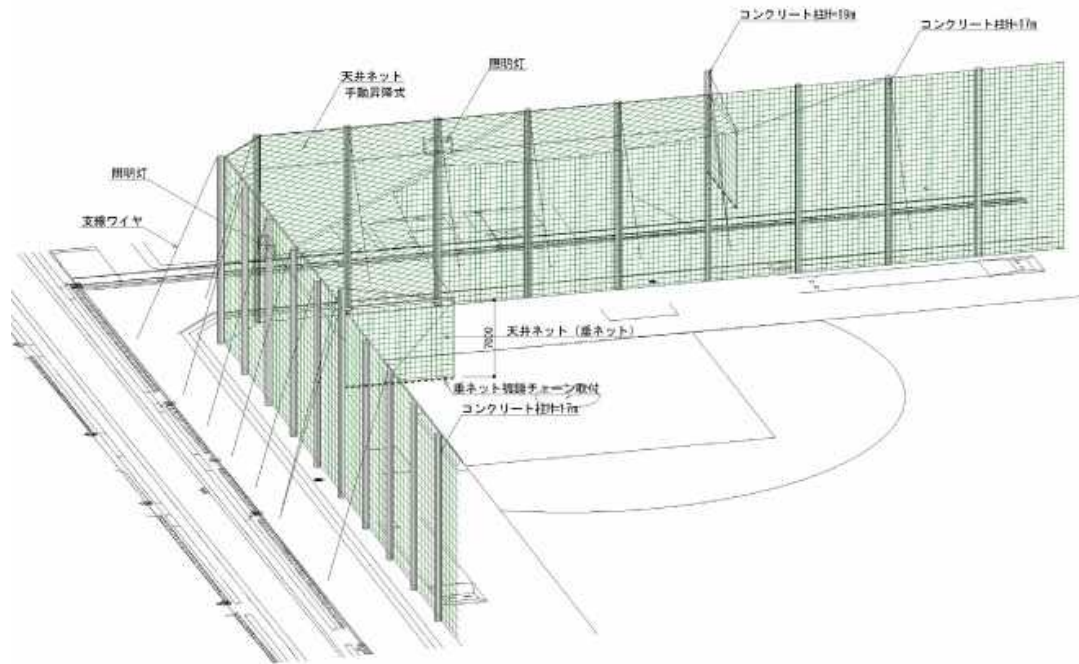 コンクリート柱H=19m
コンクリート柱H=17m
照明灯
天井ネット
手動昇降式
照明灯
支線ワイヤ
7000
天井ネット（垂ネット）
垂ネット裾鎖チェーン取付
コンクリート柱H=17m